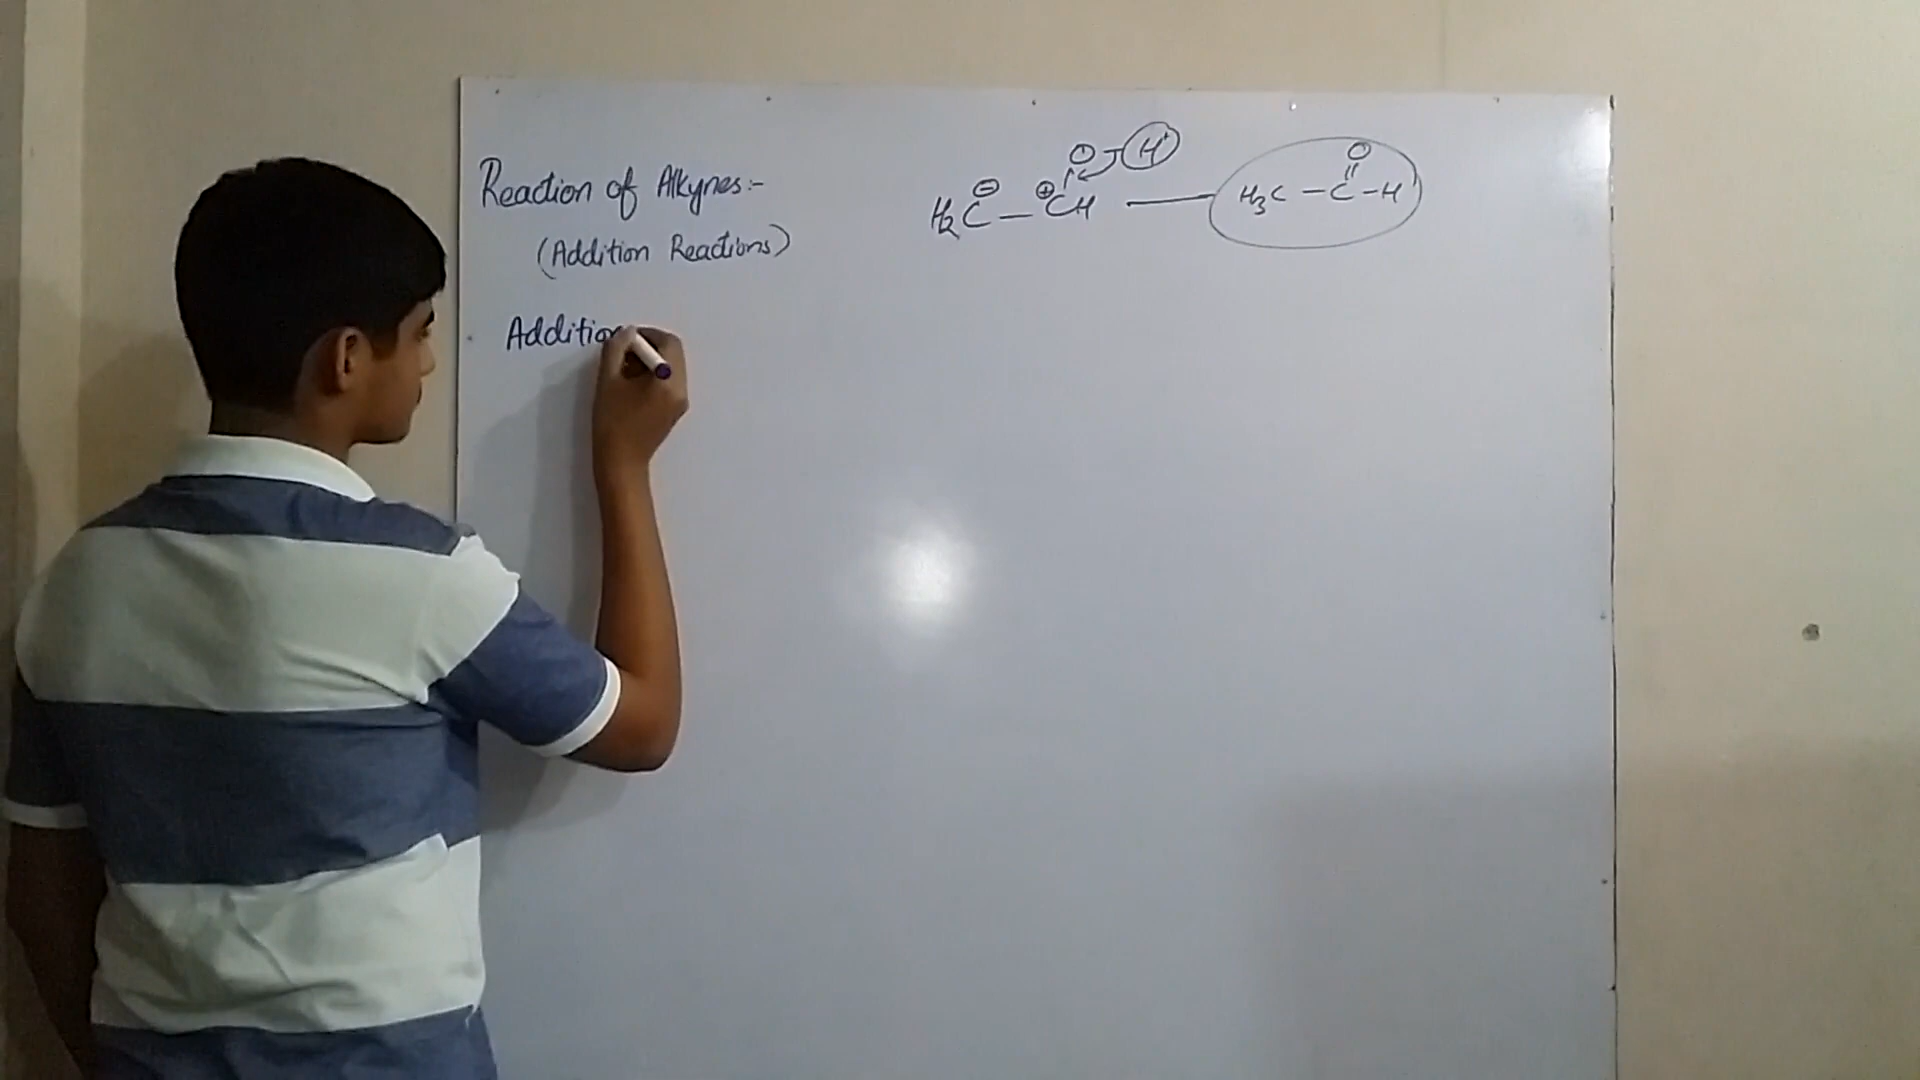 Reaction of Alkynes:-
(Addition Reactions)
H2C⊖ — ⊕CH O H+ — H3C — C — H
O
Addition